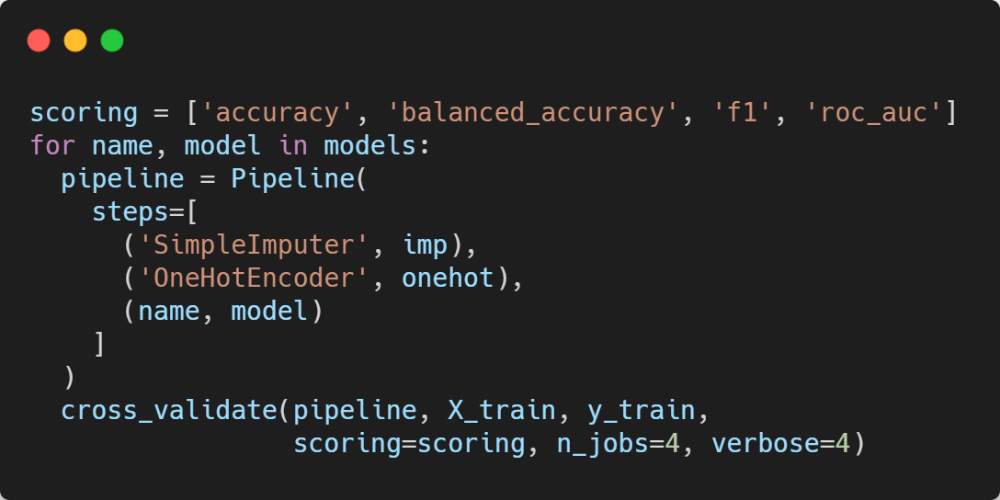 scoring = ['accuracy', 'balanced_accuracy', 'f1', 'roc_auc']
for name, model in models:
  pipeline = Pipeline(
    steps=[
      ('SimpleImputer', imp),
      ('OneHotEncoder', onehot),
      (name, model)
    ]
  )
  cross_validate(pipeline, X_train, y_train,
                 scoring=scoring, n_jobs=4, verbose=4)